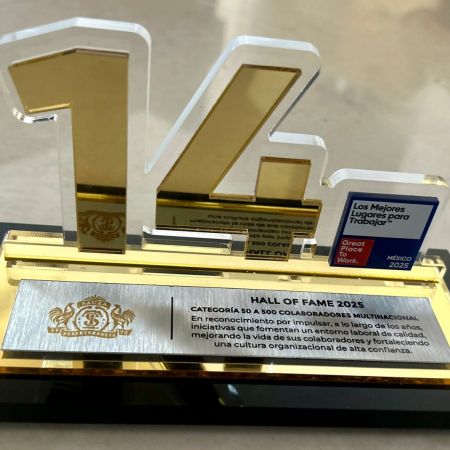 14
Los Mejores
Lugares para
Trabajar™
Great
Place
To
Work.
MÉXICO
2025
HALL OF FAME 2025
CATEGORÍA 50 A 500 COLABORADORES MULTINACIONAL
En reconocimiento por impulsar, a lo largo de los años,
iniciativas que fomentan un entorno laboral de calidad,
mejorando la vida de sus colaboradores y fortaleciendo
una cultura organizacional de alta confianza.